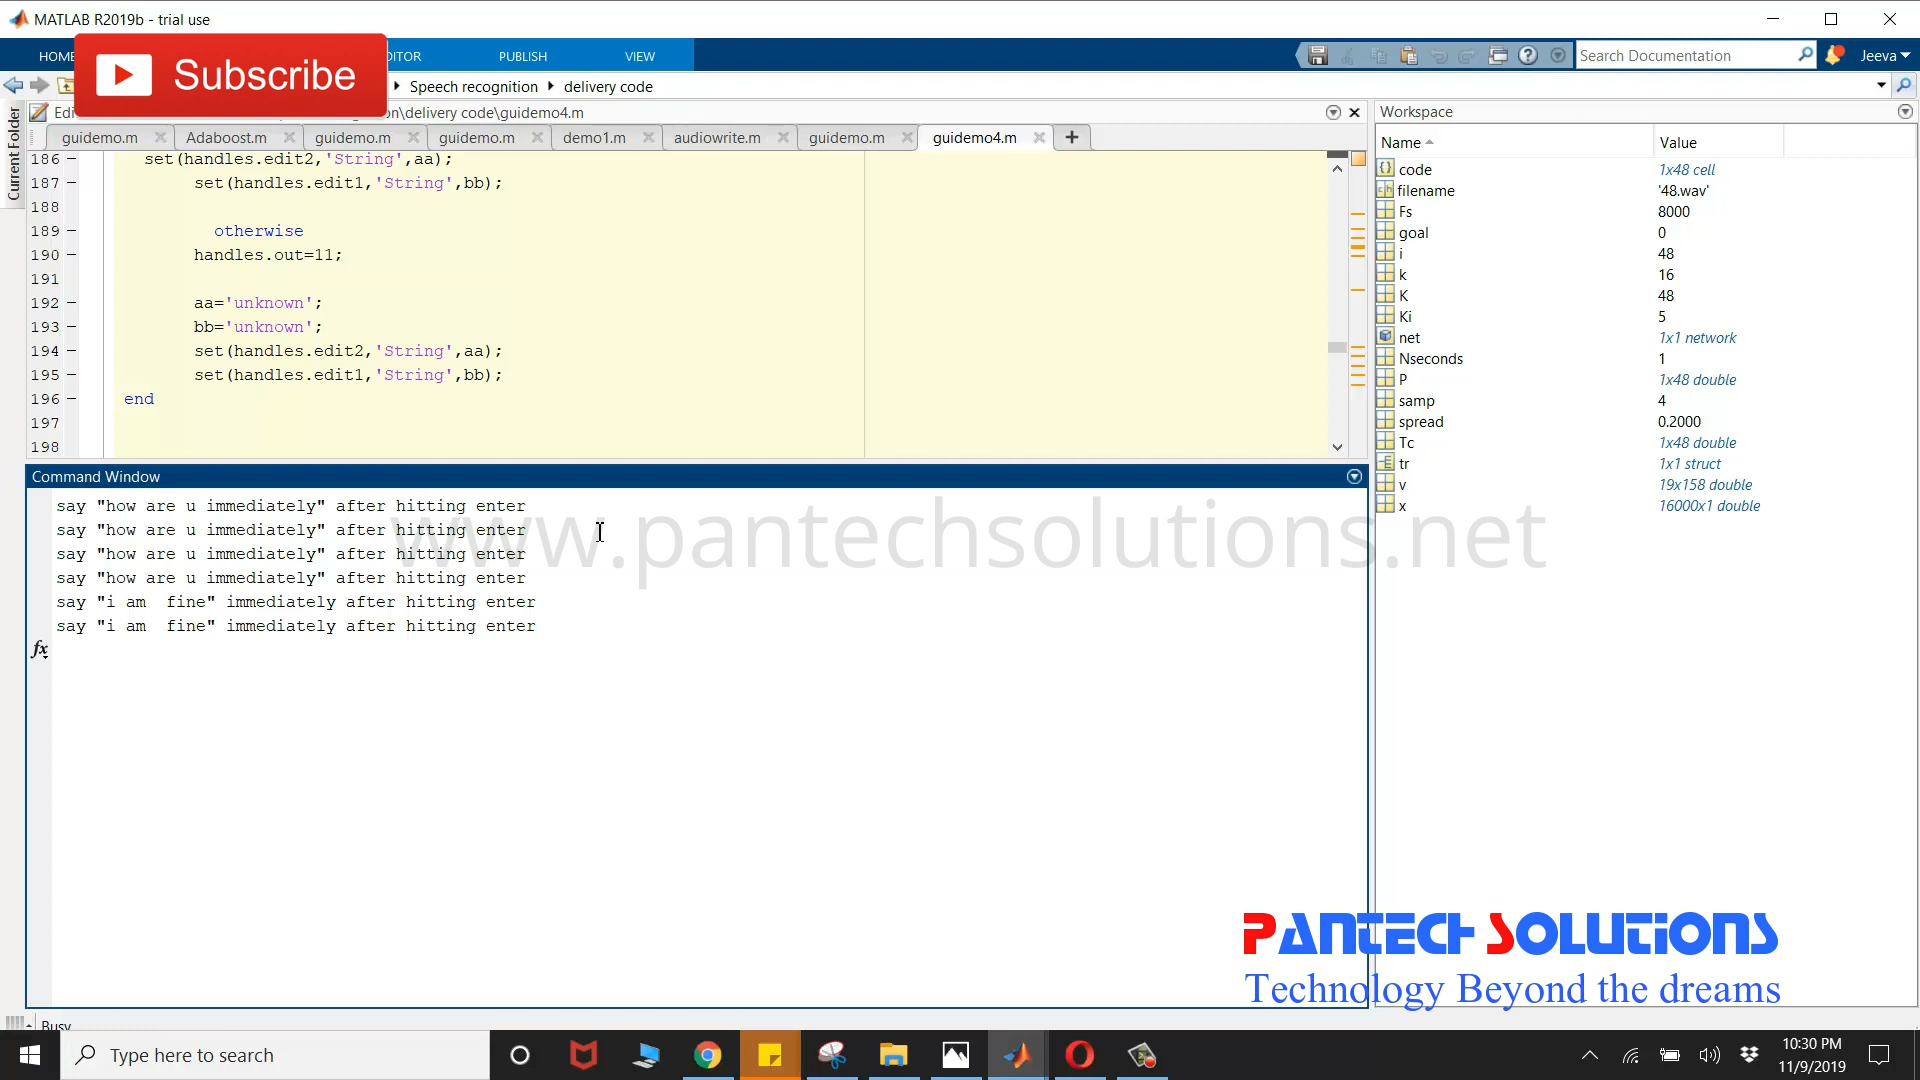 MATLAB R2019b - trial use
HOME
Subscribe
DITOR
PUBLISH
VIEW
Search Documentation
Jeeva
Speech recognition
delivery code
Current Folder
Edi
on\delivery code\guidemo4.m
guidemo.m
Adaboost.m
guidemo.m
guidemo.m
demo1.m
audiowrite.m
guidemo.m
guidemo4.m
186 – set(handles.edit2,'String',aa);
187 – set(handles.edit1,'String',bb);
188
189 – otherwise
190 – handles.out=11;
191
192 – aa='unknown';
193 – bb='unknown';
194 – set(handles.edit2,'String',aa);
195 – set(handles.edit1,'String',bb);
196 – end
197
198
Workspace
Name Value
code 1x48 cell
filename '48.wav'
Fs 8000
goal 0
i 48
k 16
K 48
Ki 5
net 1x1 network
Nseconds 1
P 1x48 double
samp 4
spread 0.2000
Tc 1x48 double
tr 1x1 struct
v 19x158 double
x 16000x1 double
Command Window
say "how are u immediately" after hitting enter
say "how are u immediately" after hitting enter
say "how are u immediately" after hitting enter
say "how are u immediately" after hitting enter
say "i am  fine" immediately after hitting enter
say "i am  fine" immediately after hitting enter
fx
www.pantechsolutions.net
PANTECH SOLUTIONS
Technology Beyond the dreams
Busy
Type here to search
10:30 PM
11/9/2019